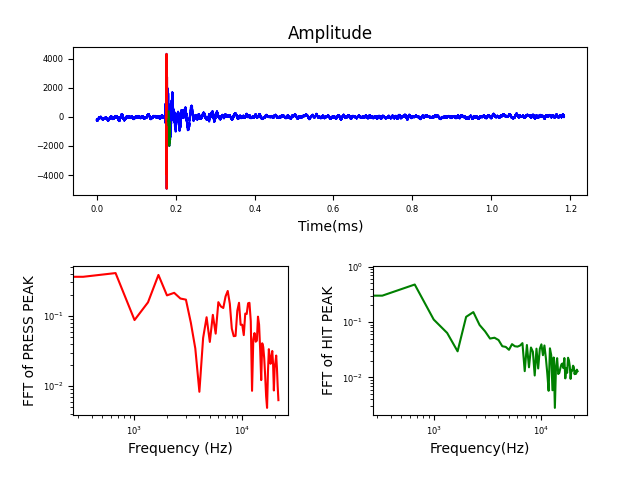 Amplitude
4000
2000
0
−2000
−4000
0.0 0.2 0.4 0.6 0.8 1.0 1.2
Time(ms)
FFT of PRESS PEAK
10⁻¹
10⁻²
10³ 10⁴
Frequency (Hz)
FFT of HIT PEAK
10⁰
10⁻¹
10⁻²
10³ 10⁴
Frequency(Hz)